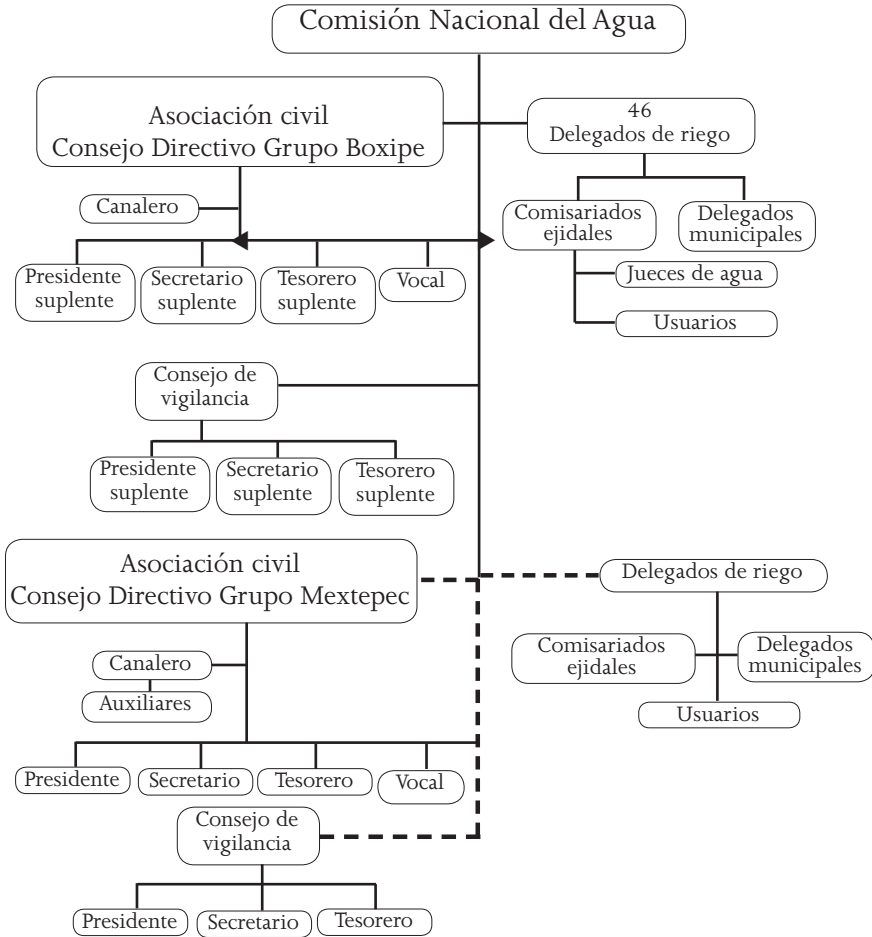 Comisión Nacional del Agua
Asociación civil
Consejo Directivo Grupo Boxipe
46
Delegados de riego
Canalero
Comisariados
ejidales
Delegados
municipales
Presidente
suplente
Secretario
suplente
Tesorero
suplente
Vocal
Jueces de agua
Usuarios
Consejo de
vigilancia
Presidente
suplente
Secretario
suplente
Tesorero
suplente
Asociación civil
Consejo Directivo Grupo Mextepec
Delegados de riego
Canalero
Auxiliares
Comisariados
ejidales
Delegados
municipales
Usuarios
Presidente
Secretario
Tesorero
Vocal
Consejo de
vigilancia
Presidente
Secretario
Tesorero